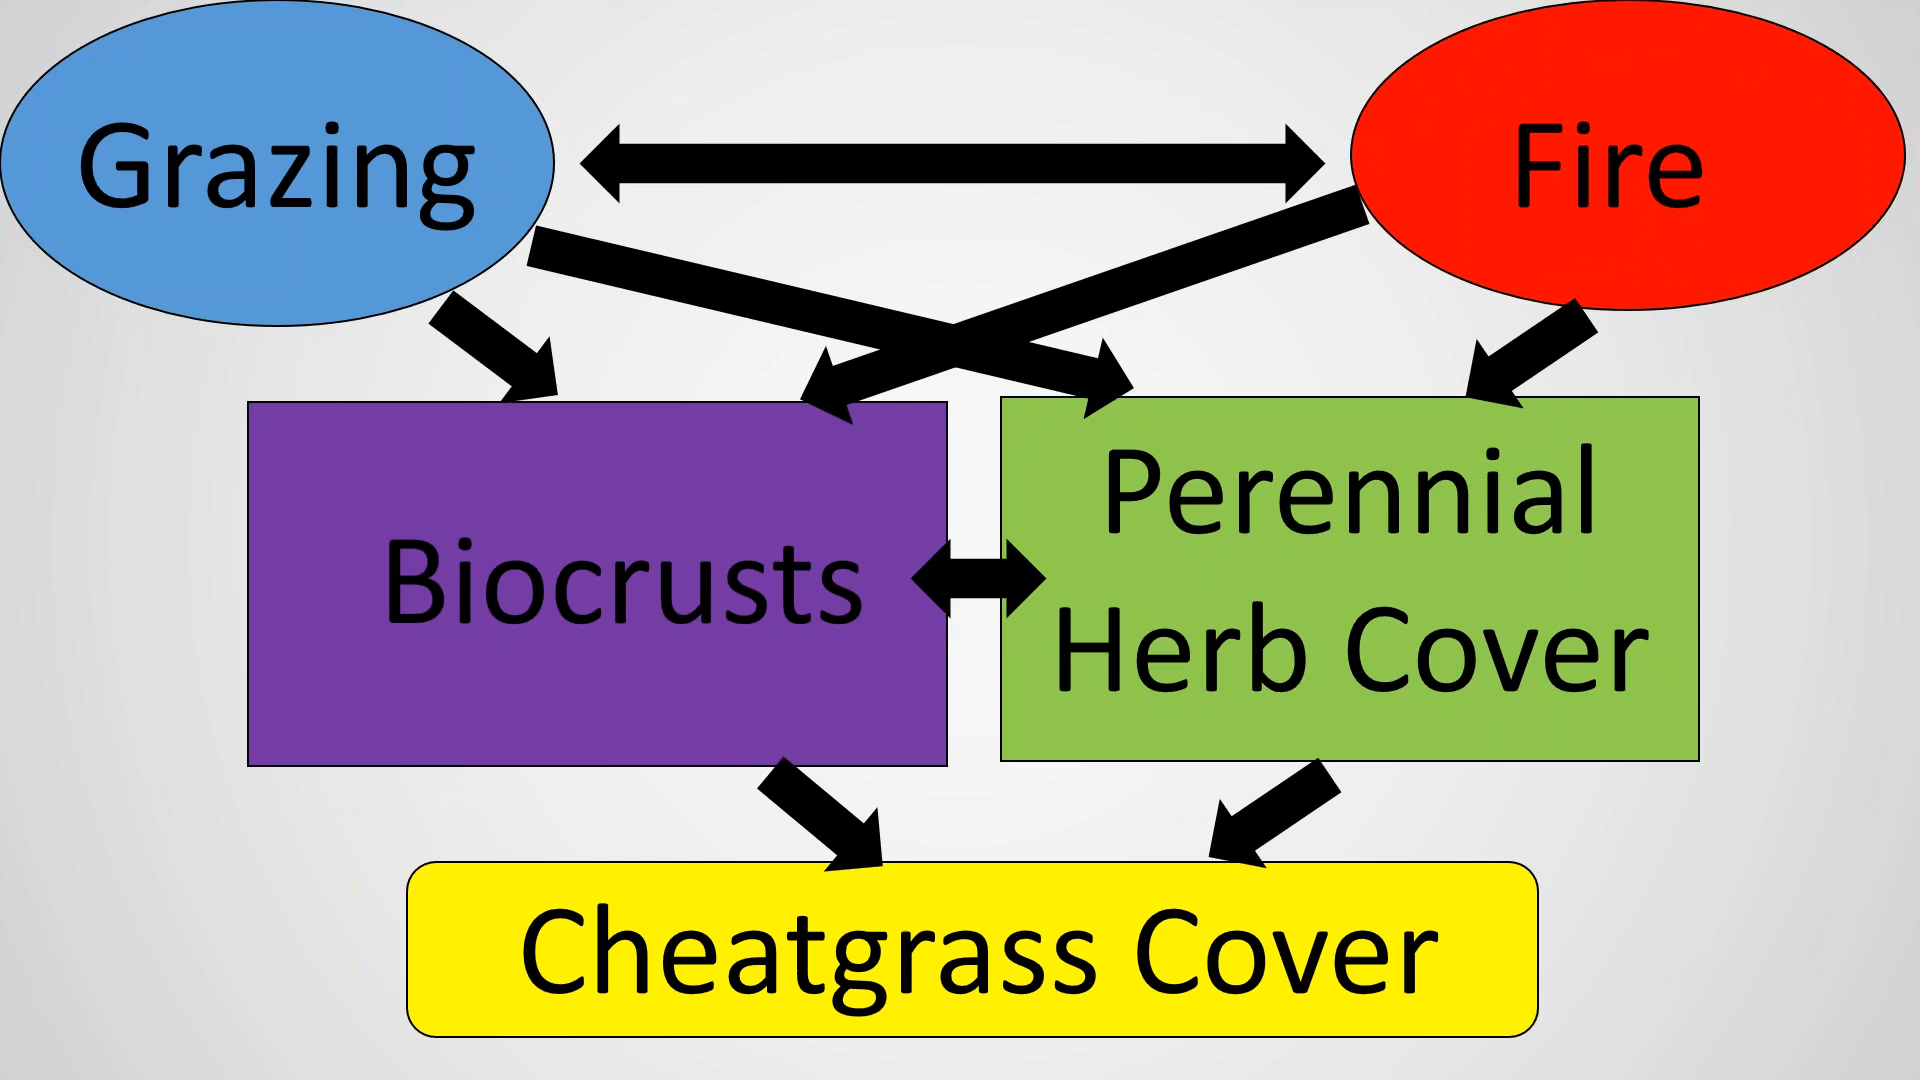 Grazing
Fire
Biocrusts
Perennial
Herb Cover
Cheatgrass Cover